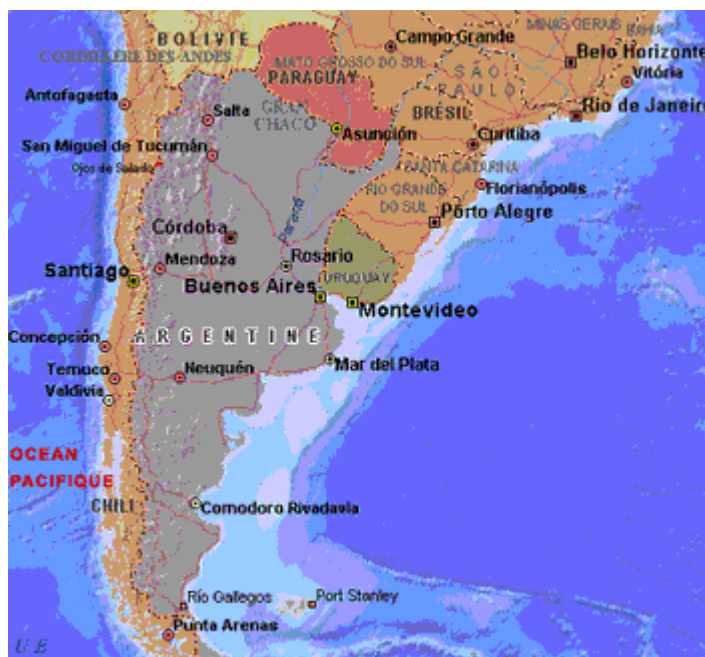 BOLIVIE
CORDIELERE DES ANDES
Campo Grande
MINAS GERAIS
BAHIA
Belo Horizonte
Vitória
MATO GROSSO DO SUL
PARAGUAY
SÃO
PAULO
Antofagasta
Salta
GRAN
CHACO
BRÉSIL
Rio de Janeiro
Asunción
Curitiba
San Miguel de Tucumán
Ojos de Salado
SANTA CATARINA
RIO GRANDE
DO SUL
Florianópolis
Porto Alegre
Córdoba
Paraná
Rosario
Mendoza
Santiago
URUGUAY
Buenos Aires
Montevideo
Concepción
ARGENTINE
Mar del Plata
Temuco
Neuquén
Valdivia
OCEAN
PACIFIQUE
CHILI
Comodoro Rivadavia
Río Gallegos
Port Stanley
Punta Arenas
U B